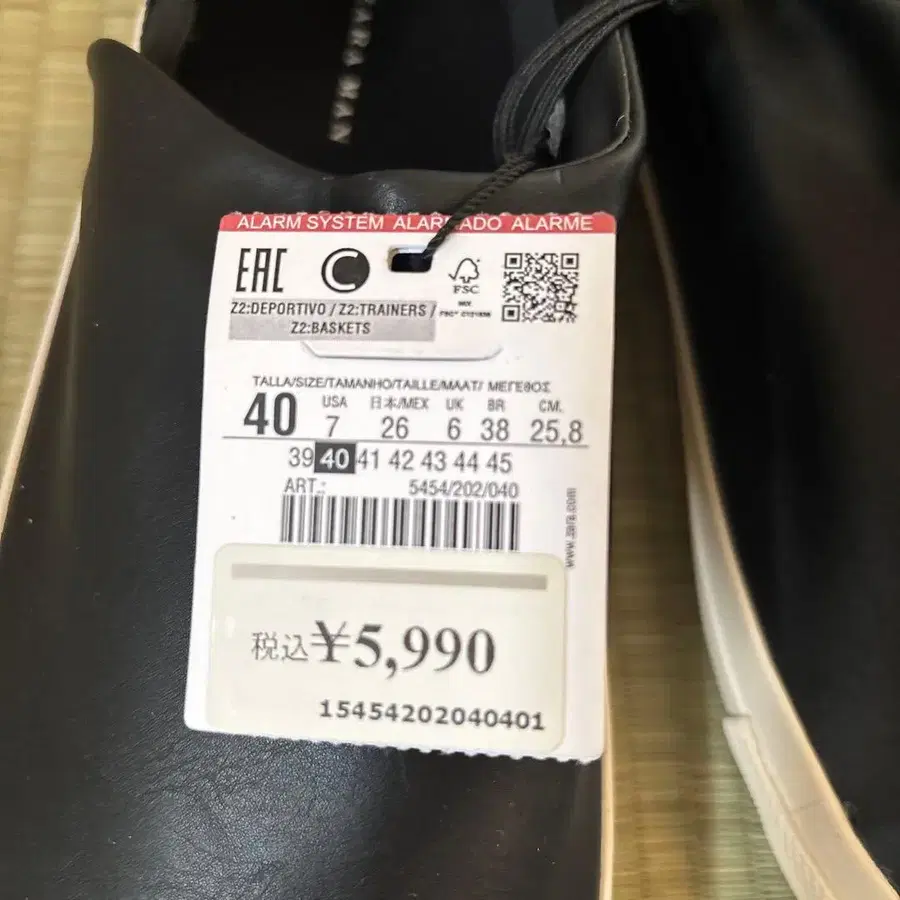 ZARA MAN
ALARM SYSTEM ALARMADO ALARME
EAC C
FSC
Z2:DEPORTIVO / Z2:TRAINERS /
Z2:BASKETS
TALLA/SIZE/TAMANHO/TAILLE/MAAT/ ΜΕΓΕΘΟΣ
40 USA 日本/MEX UK BR CM.
7 26 6 38 25,8
39 40 41 42 43 44 45
ART.: 5454/202/040
www.zara.com
税込¥5,990
15454202040401